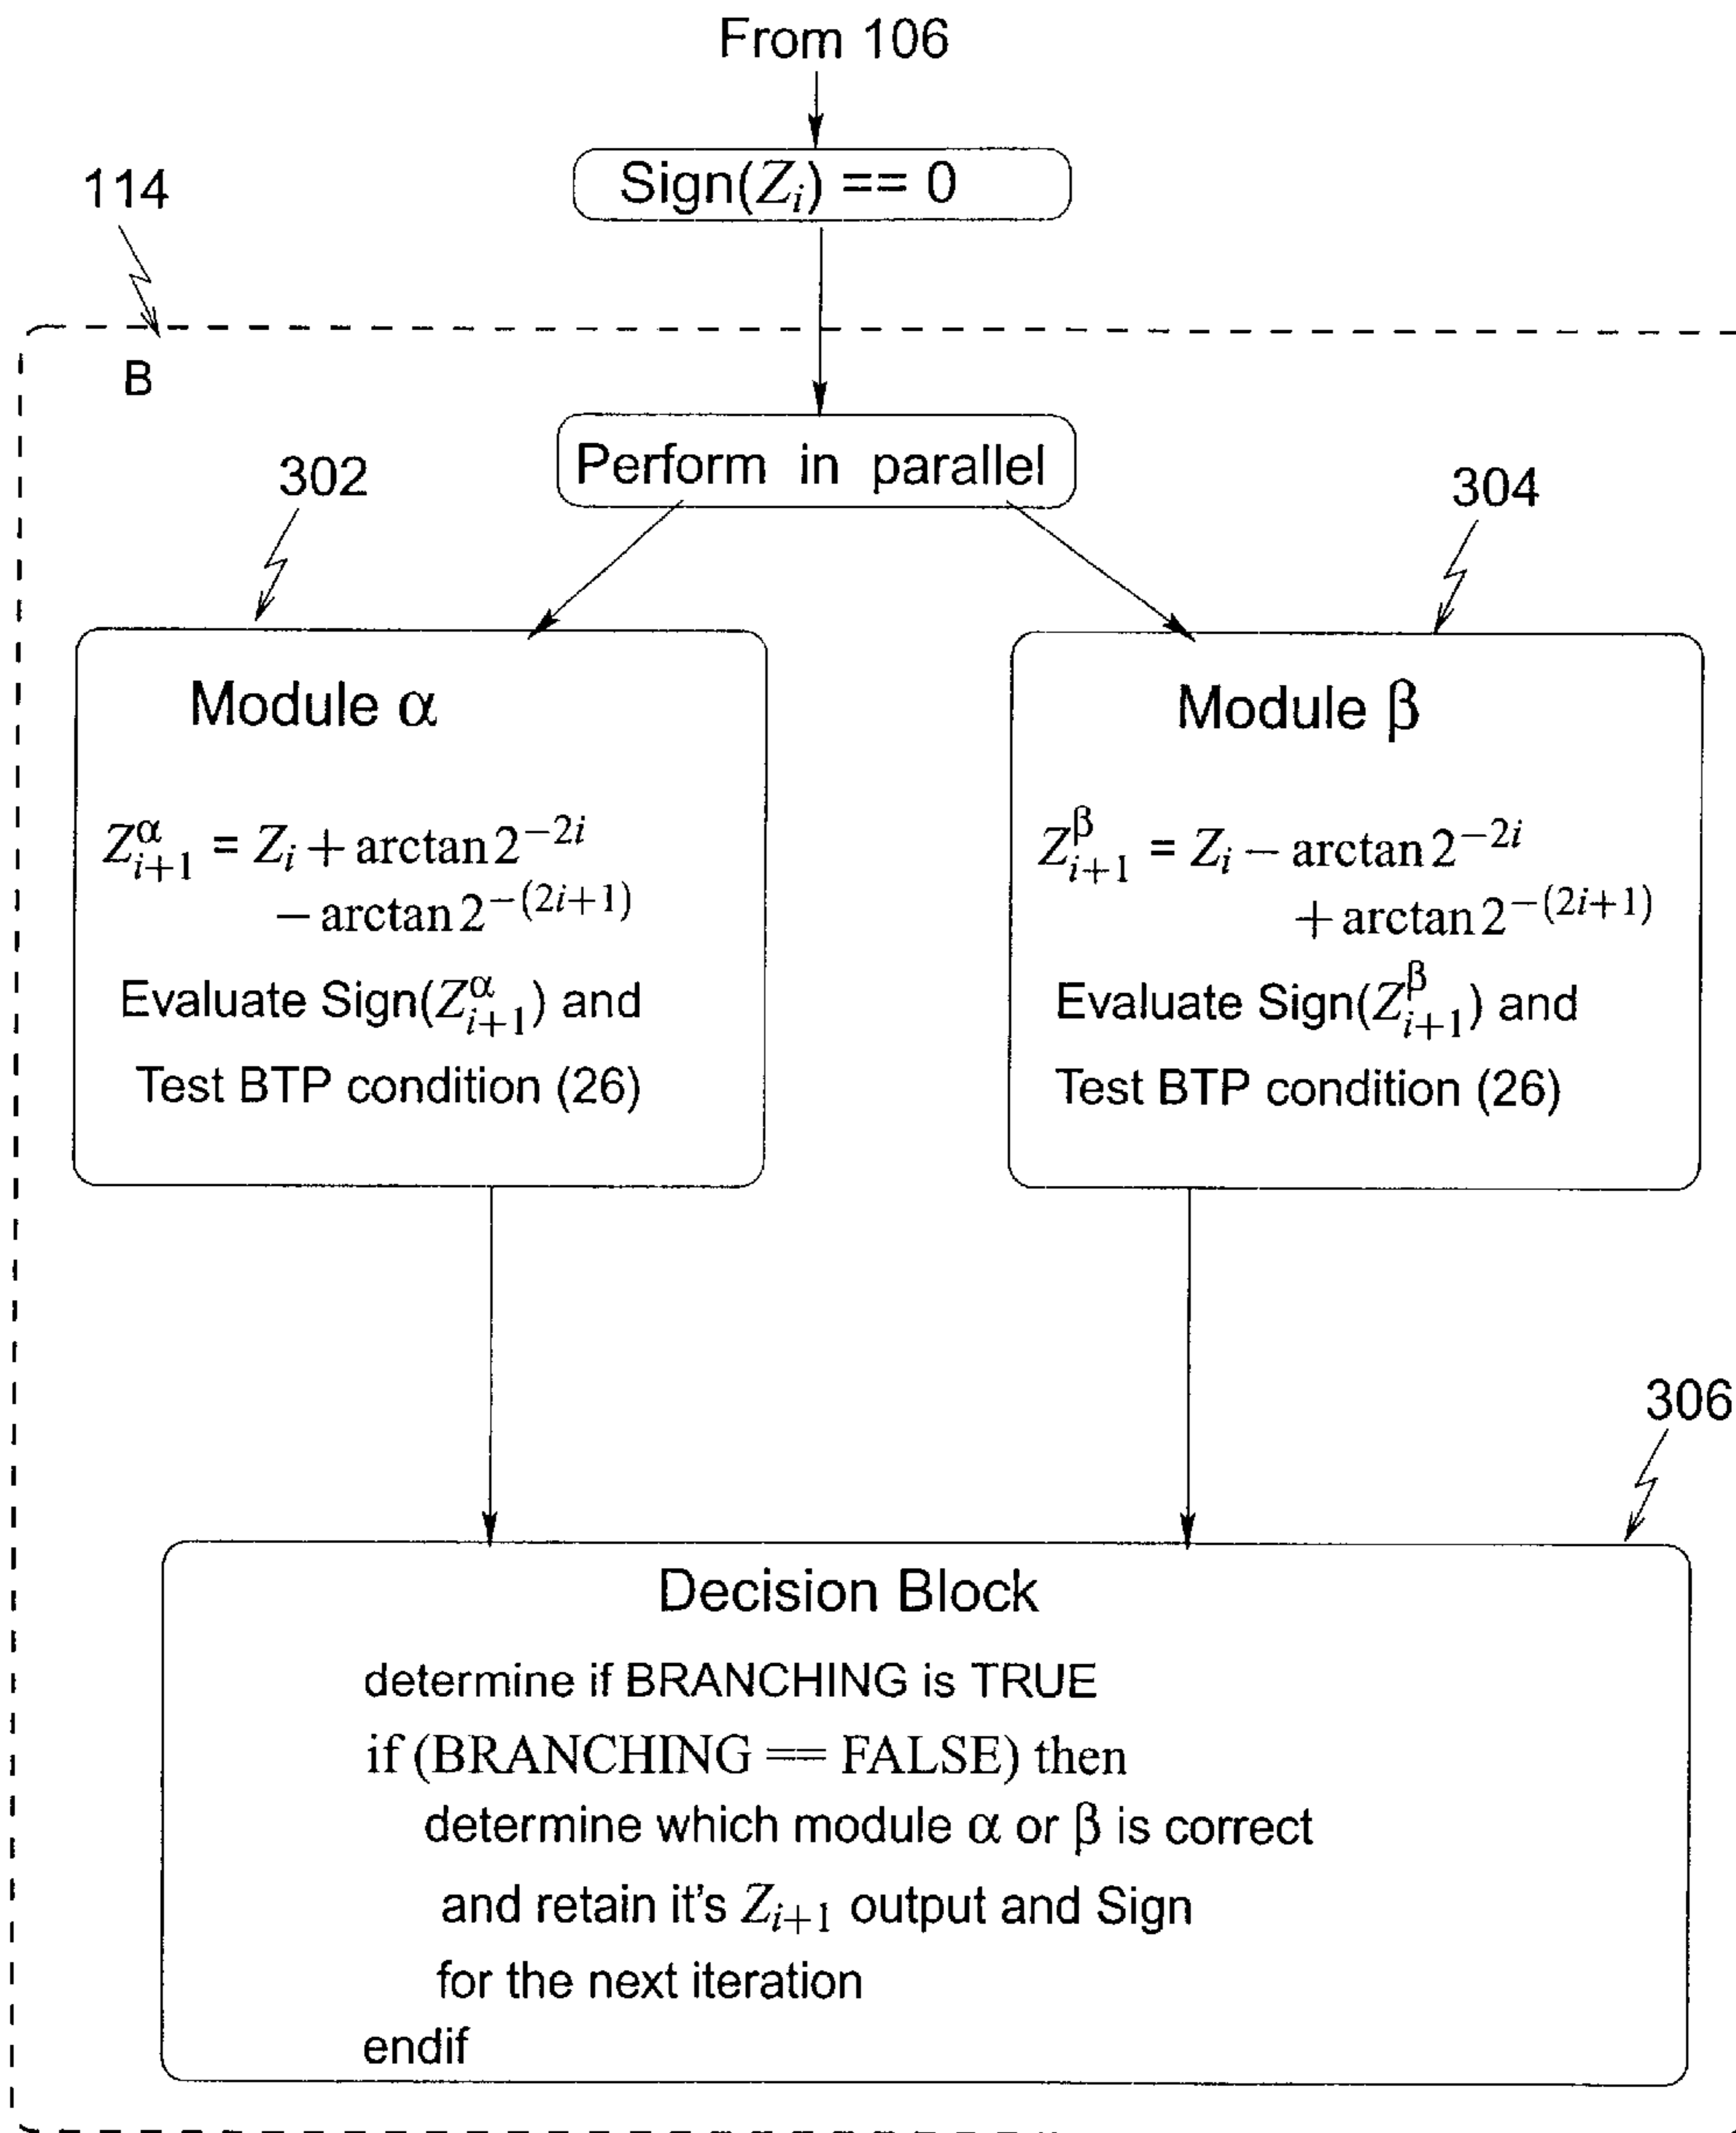 From 106
Sign(Z_i) == 0
114
B
Perform in parallel
302
304
Module α
Z^α_{i+1} = Z_i + arctan 2^{-2i}
− arctan 2^{-(2i+1)}
Evaluate Sign(Z^α_{i+1}) and
Test BTP condition (26)
Module β
Z^β_{i+1} = Z_i − arctan 2^{-2i}
+ arctan 2^{-(2i+1)}
Evaluate Sign(Z^β_{i+1}) and
Test BTP condition (26)
306
Decision Block
determine if BRANCHING is TRUE
if (BRANCHING == FALSE) then
determine which module α or β is correct
and retain it's Z_{i+1} output and Sign
for the next iteration
endif